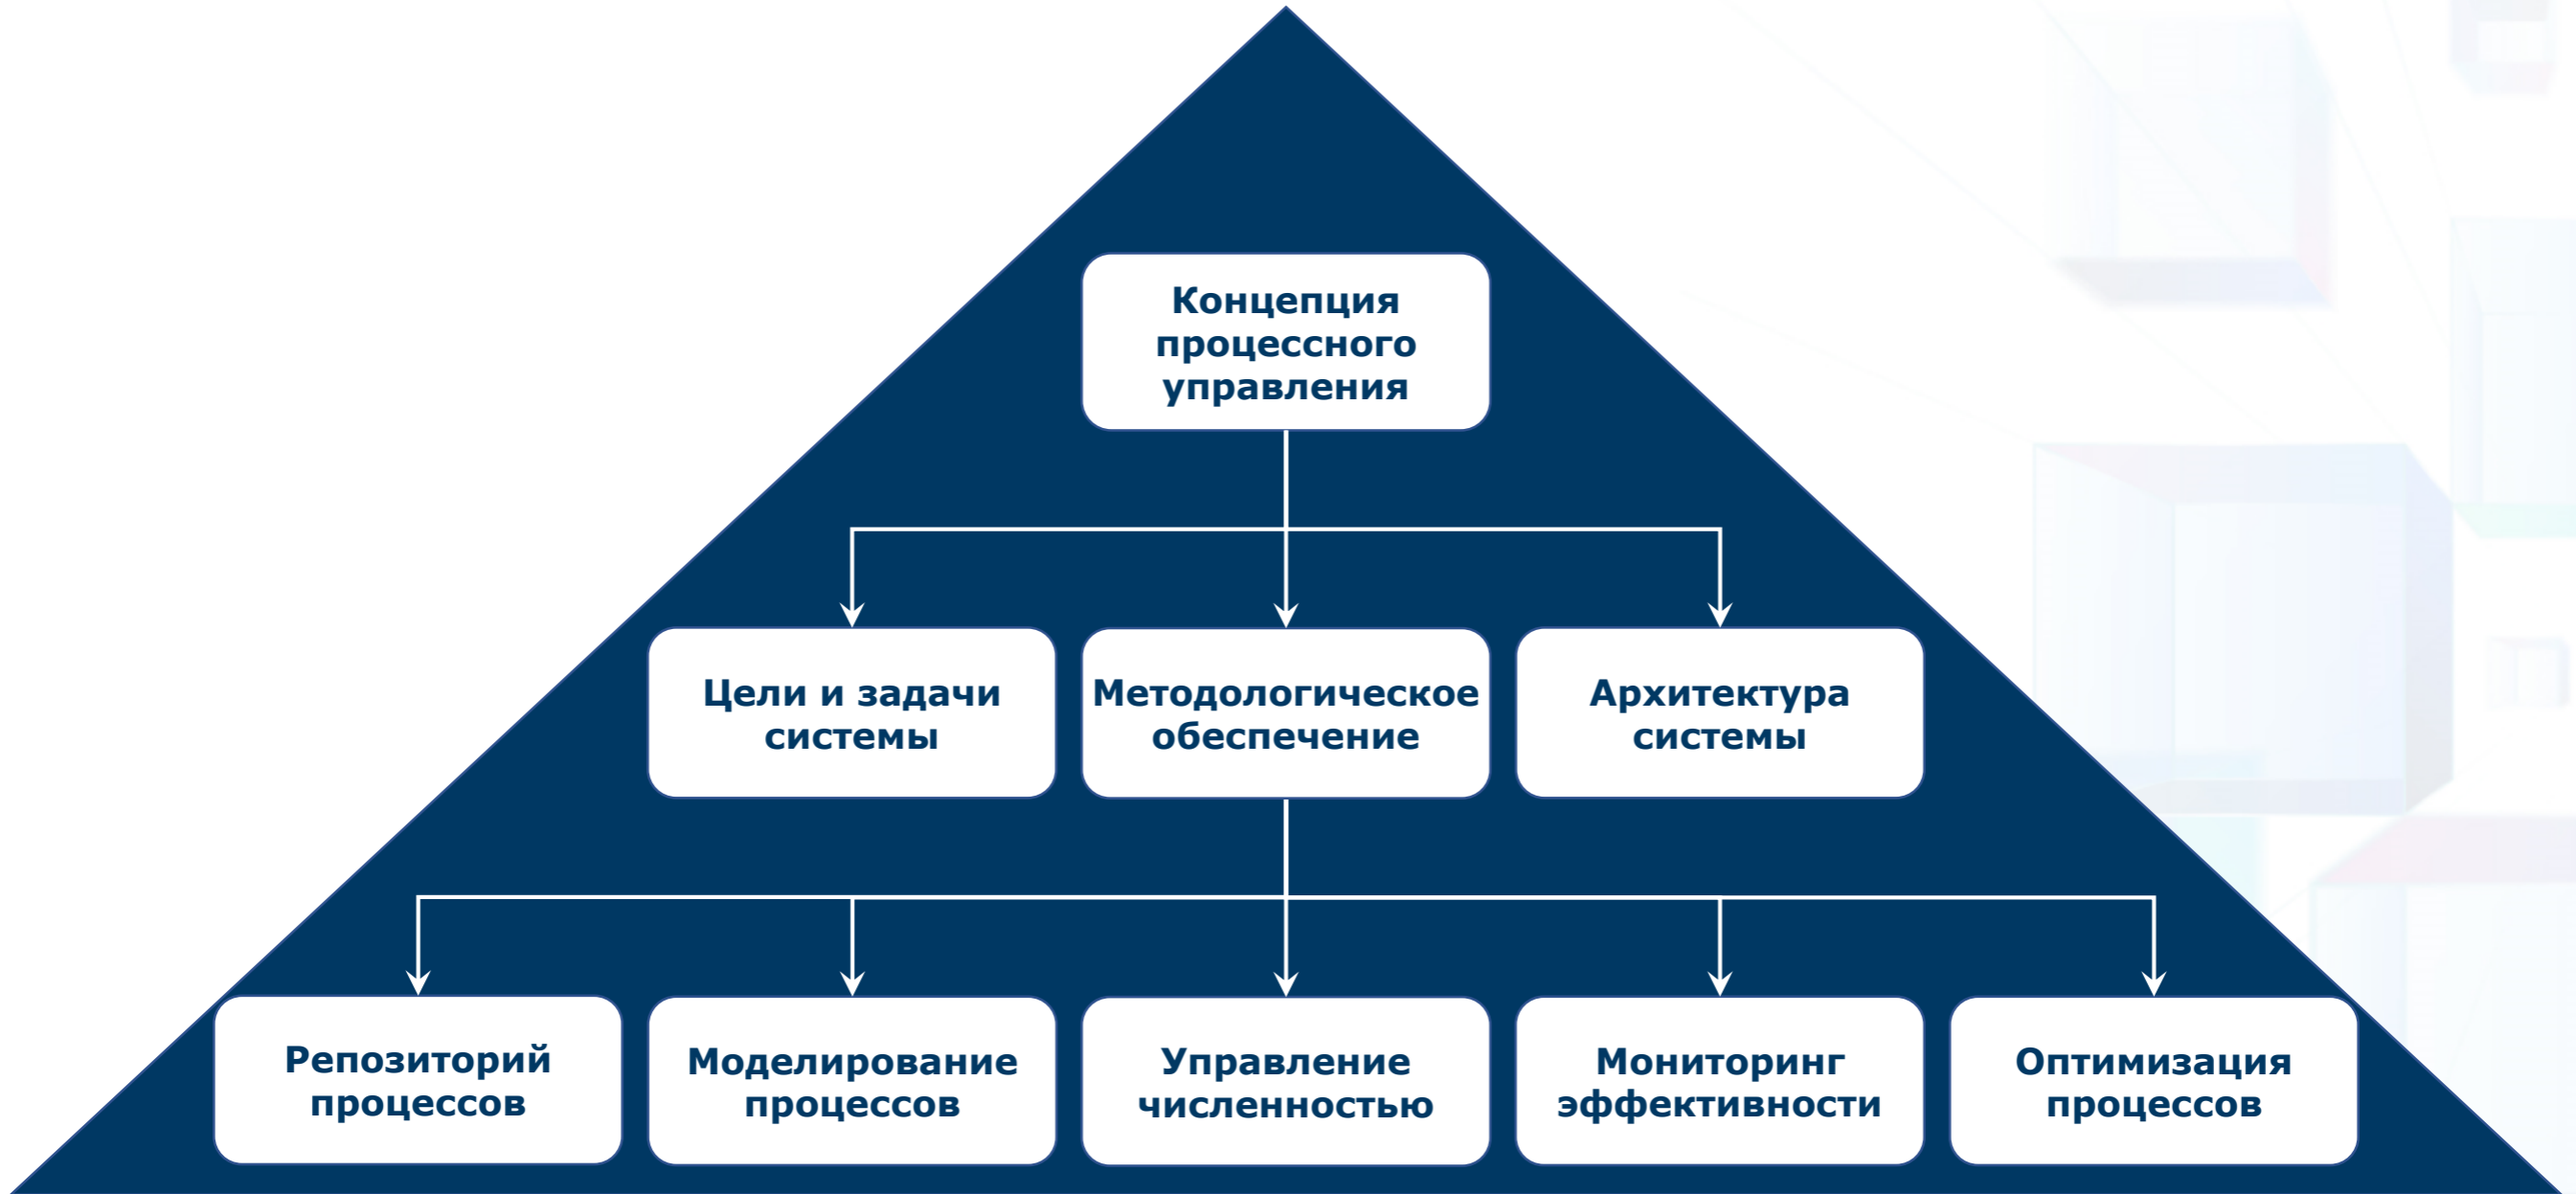 Концепция
процессного
управления
Цели и задачи
системы
Методологическое
обеспечение
Архитектура
системы
Репозиторий
процессов
Моделирование
процессов
Управление
численностью
Мониторинг
эффективности
Оптимизация
процессов